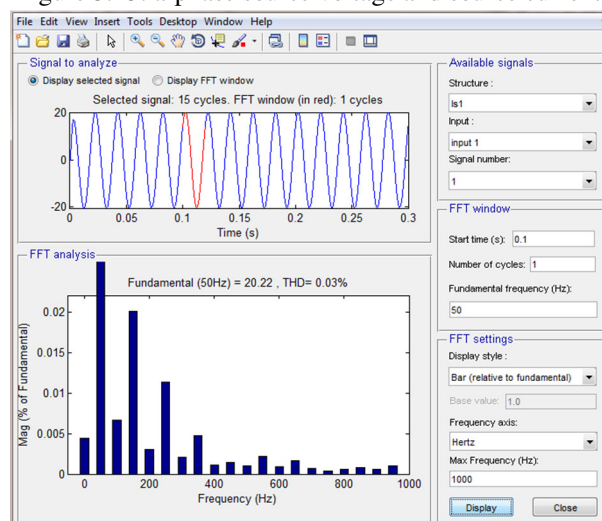 File Edit View Insert Tools Desktop Window Help
Signal to analyze
Display selected signal Display FFT window
Selected signal: 15 cycles. FFT window (in red): 1 cycles
20
0
-20
0 0.05 0.1 0.15 0.2 0.25 0.3
Time (s)
FFT analysis
Fundamental (50Hz) = 20.22 , THD= 0.03%
Mag (% of Fundamental)
0.02
0.015
0.01
0.005
0
0 200 400 600 800 1000
Frequency (Hz)
Available signals
Structure :
Is1
Input :
input 1
Signal number:
1
FFT window
Start time (s): 0.1
Number of cycles: 1
Fundamental frequency (Hz):
50
FFT settings
Display style :
Bar (relative to fundamental)
Base value: 1.0
Frequency axis:
Hertz
Max Frequency (Hz):
1000
Display Close